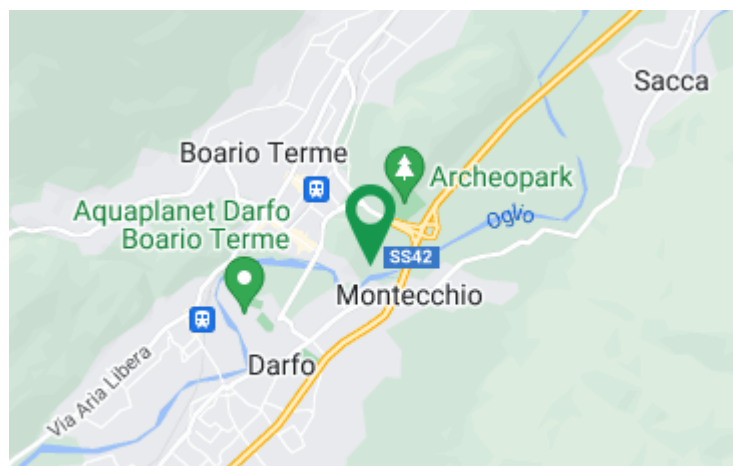 Sacca
Boario Terme
Archeopark
Aquaplanet Darfo
Boario Terme
Oglio
SS42
Montecchio
Darfo
Via Aria Libera